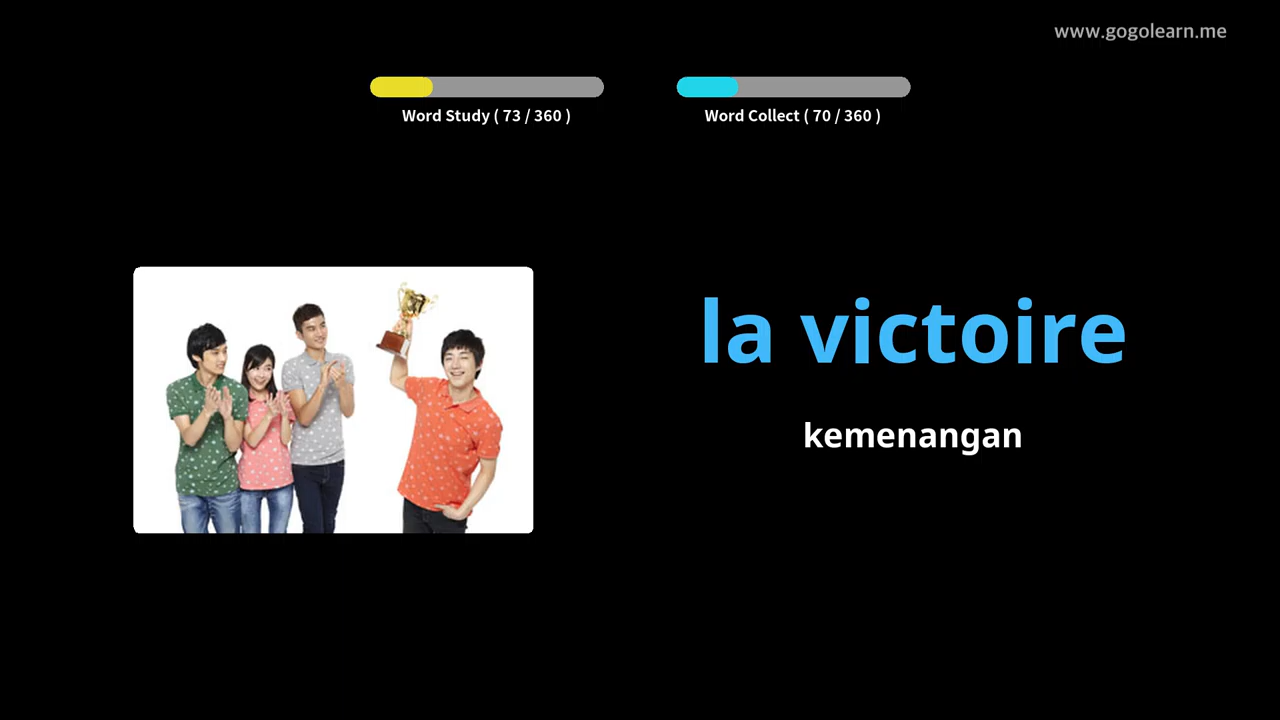 www.gogolearn.me
Word Study ( 73 / 360 )
Word Collect ( 70 / 360 )
la victoire
kemenangan